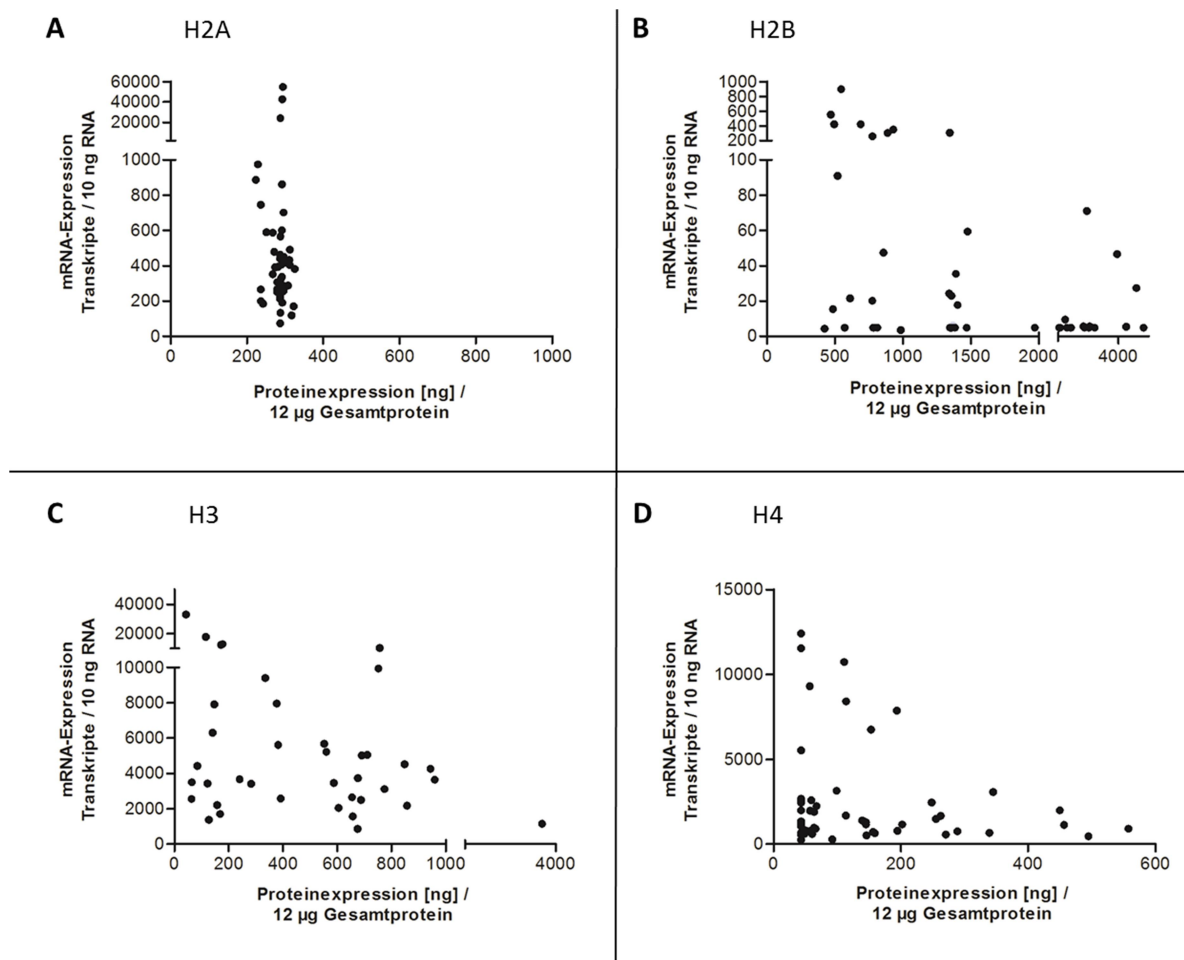 A H2A
60000
40000
20000
1000
800
600
400
200
0
mRNA-Expression
Transkripte / 10 ng RNA
0 200 400 600 800 1000
Proteinexpression [ng] /
12 µg Gesamtprotein
B H2B
1000
800
600
400
200
100
80
60
40
20
0
mRNA-Expression
Transkripte / 10 ng RNA
0 500 1000 1500 2000 4000
Proteinexpression [ng] /
12 µg Gesamtprotein
C H3
40000
20000
10000
8000
6000
4000
2000
0
mRNA-Expression
Transkripte / 10 ng RNA
0 200 400 600 800 1000 4000
Proteinexpression [ng] /
12 µg Gesamtprotein
D H4
15000
10000
5000
0
mRNA-Expression
Transkripte / 10 ng RNA
0 200 400 600
Proteinexpression [ng] /
12 µg Gesamtprotein